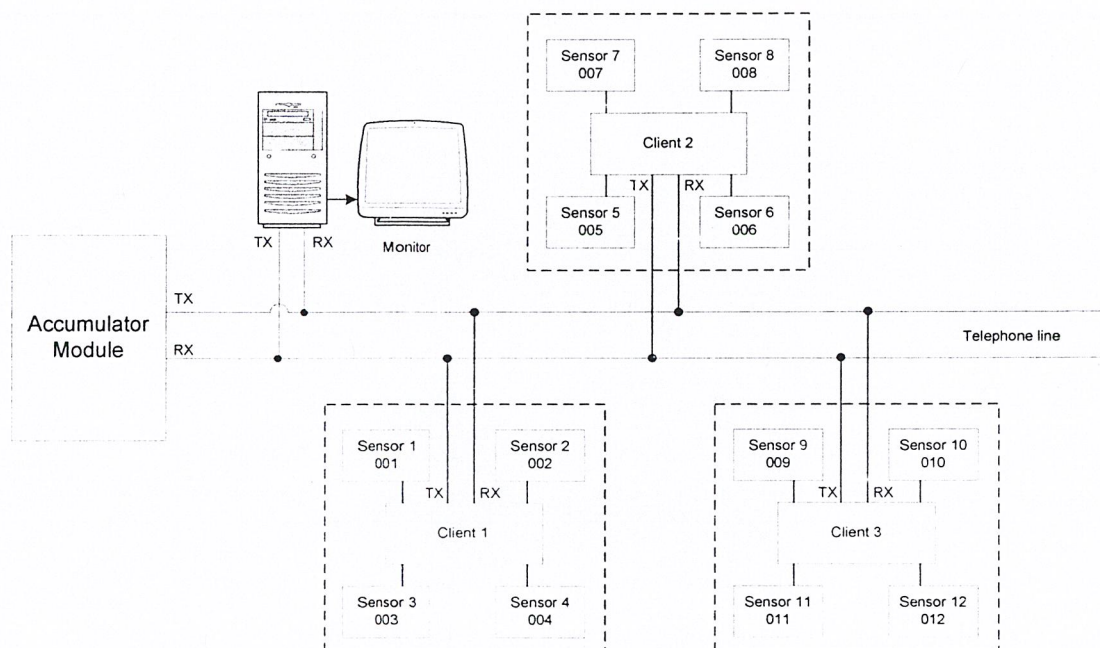 Sensor 7
007
Sensor 8
008
Client 2
TX
RX
Sensor 5
005
Sensor 6
006
TX
RX
Monitor
Accumulator
Module
TX
RX
Telephone line
Sensor 1
001
Sensor 2
002
TX
RX
Client 1
Sensor 3
003
Sensor 4
004
Sensor 9
009
Sensor 10
010
TX
RX
Client 3
Sensor 11
011
Sensor 12
012